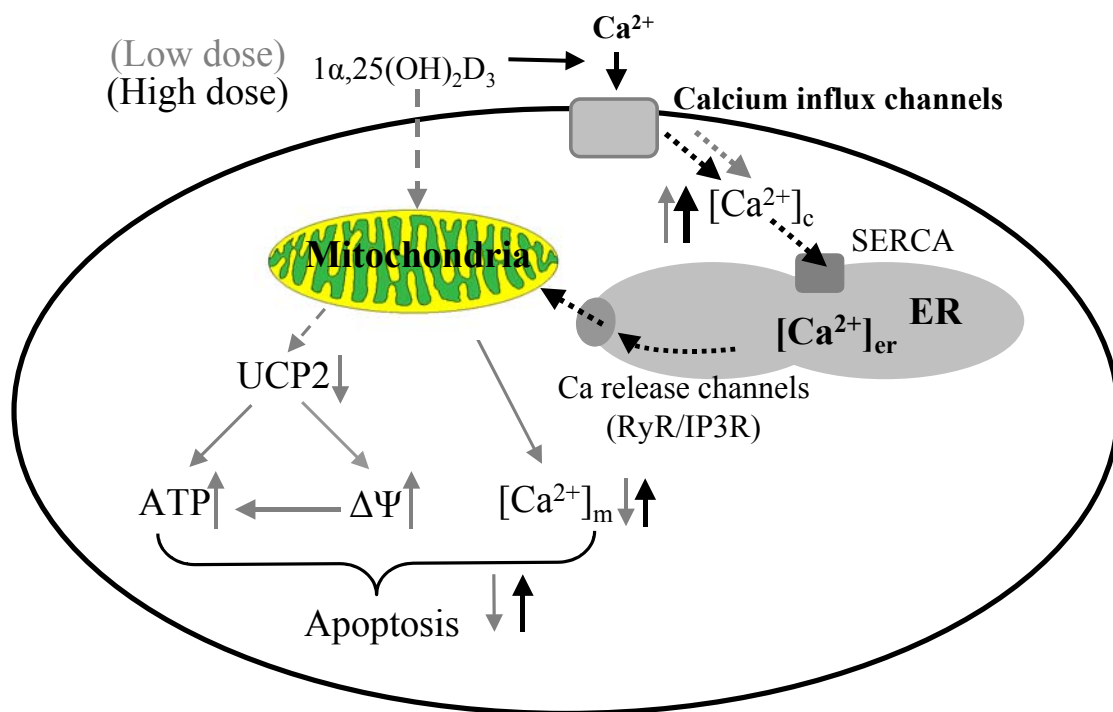 (Low dose)
(High dose)
1α,25(OH)₂D₃
Ca²⁺
Calcium influx channels
[Ca²⁺]c
SERCA
Mitochondria
ER
[Ca²⁺]er
Ca release channels
(RyR/IP3R)
UCP2
ATP
ΔΨ
[Ca²⁺]m
Apoptosis